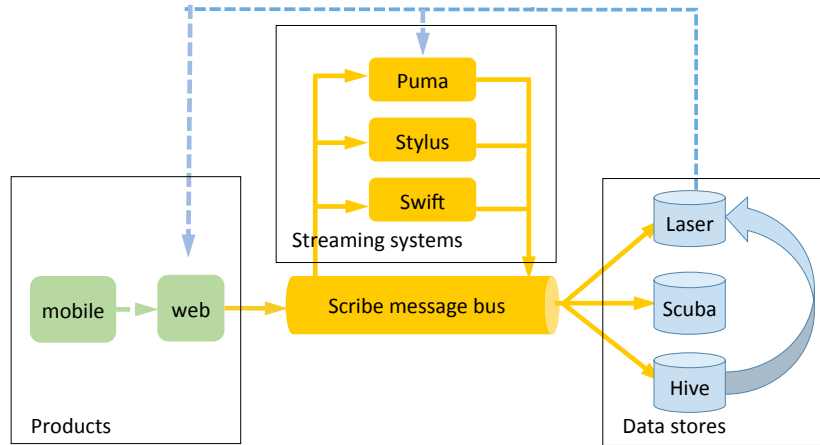 Puma
Stylus
Swift
Streaming systems
mobile
web
Products
Scribe message bus
Laser
Scuba
Hive
Data stores